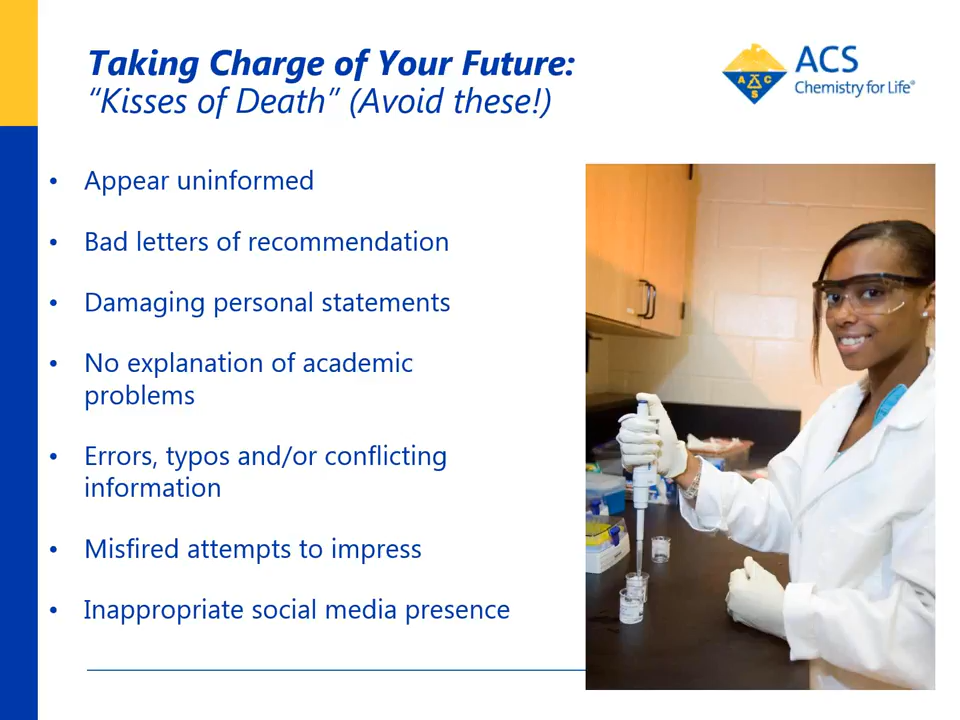 Taking Charge of Your Future:
“Kisses of Death” (Avoid these!)
A C S
ACS
Chemistry for Life®
• Appear uninformed
• Bad letters of recommendation
• Damaging personal statements
• No explanation of academic
problems
• Errors, typos and/or conflicting
information
• Misfired attempts to impress
• Inappropriate social media presence